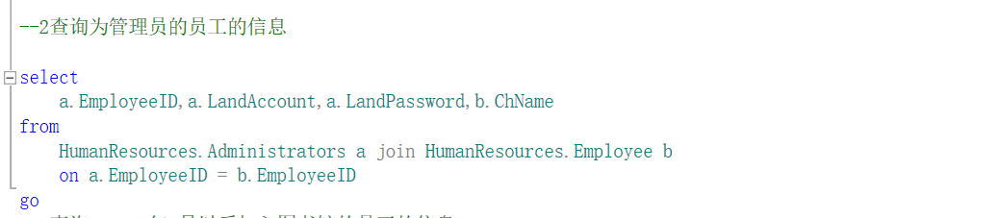 --2查询为管理员的员工的信息
select
a.EmployeeID,a.LandAccount,a.LandPassword,b.ChName
from
HumanResources.Administrators a join HumanResources.Employee b
on a.EmployeeID = b.EmployeeID
go